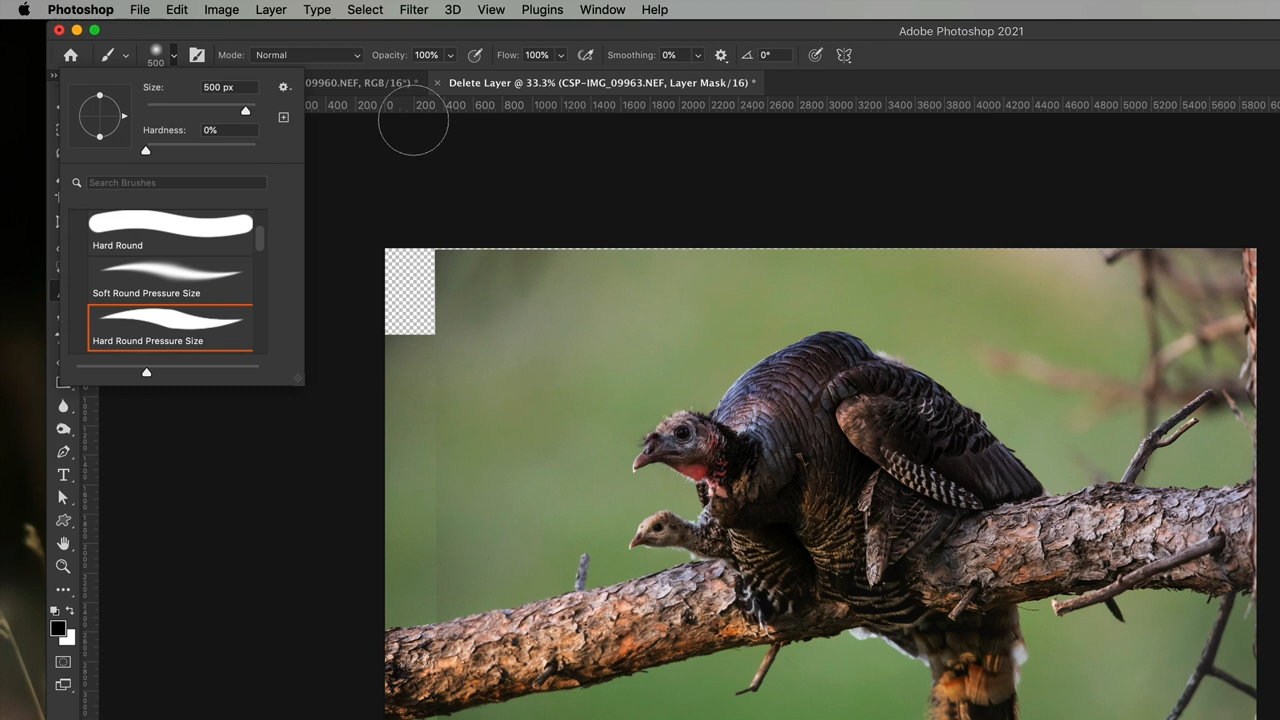 Photoshop File Edit Image Layer Type Select Filter 3D View Plugins Window Help
Adobe Photoshop 2021
500 Mode: Normal Opacity: 100% Flow: 100% Smoothing: 0% 0°
09960.NEF, RGB/16*) * × Delete Layer @ 33.3% (CSP-IMG_09963.NEF, Layer Mask/16) *
400 200 0 200 400 600 800 1000 1200 1400 1600 1800 2000 2200 2400 2600 2800 3000 3200 3400 3600 3800 4000 4200 4400 4600 4800 5000 5200 5400 5600 5800
Size: 500 px
Hardness: 0%
Search Brushes
Hard Round
Soft Round Pressure Size
Hard Round Pressure Size